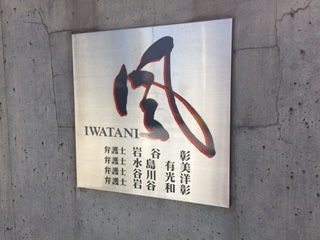 風
IWATANI
弁護士 岩谷 彰
弁護士 水島有美
弁護士 谷川光洋
弁護士 岩谷和彰